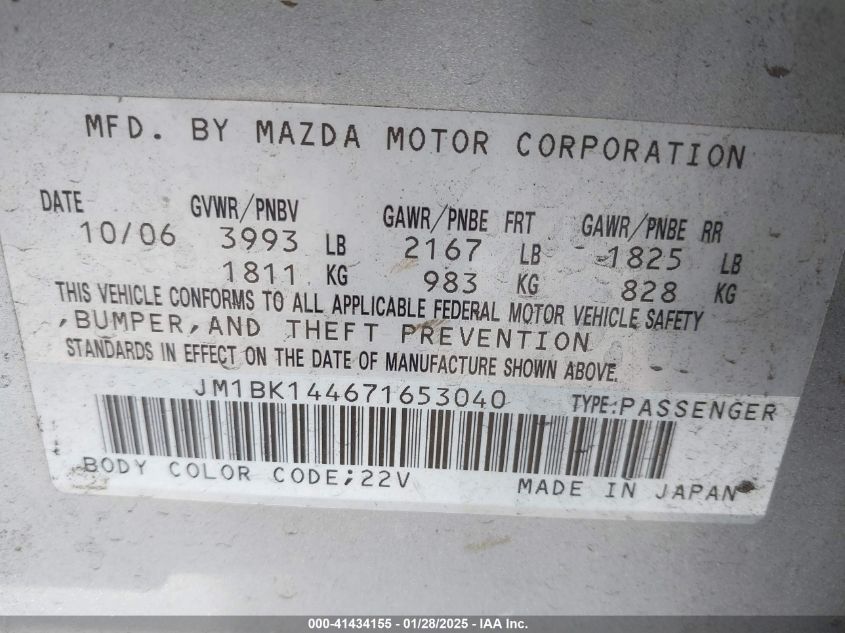 MFD. BY MAZDA MOTOR CORPORATION
DATE GVWR/PNBV GAWR/PNBE FRT GAWR/PNBE RR
10/06 3993 LB 2167 LB 1825 LB
1811 KG 983 KG 828 KG
THIS VEHICLE CONFORMS TO ALL APPLICABLE FEDERAL MOTOR VEHICLE SAFETY
,BUMPER,AND THEFT PREVENTION
STANDARDS IN EFFECT ON THE DATE OF MANUFACTURE SHOWN ABOVE.
JM1BK144671653040 TYPE:PASSENGER
BODY COLOR CODE;22V MADE IN JAPAN
000-41434155 | 01/28/2025 - IAA Inc.